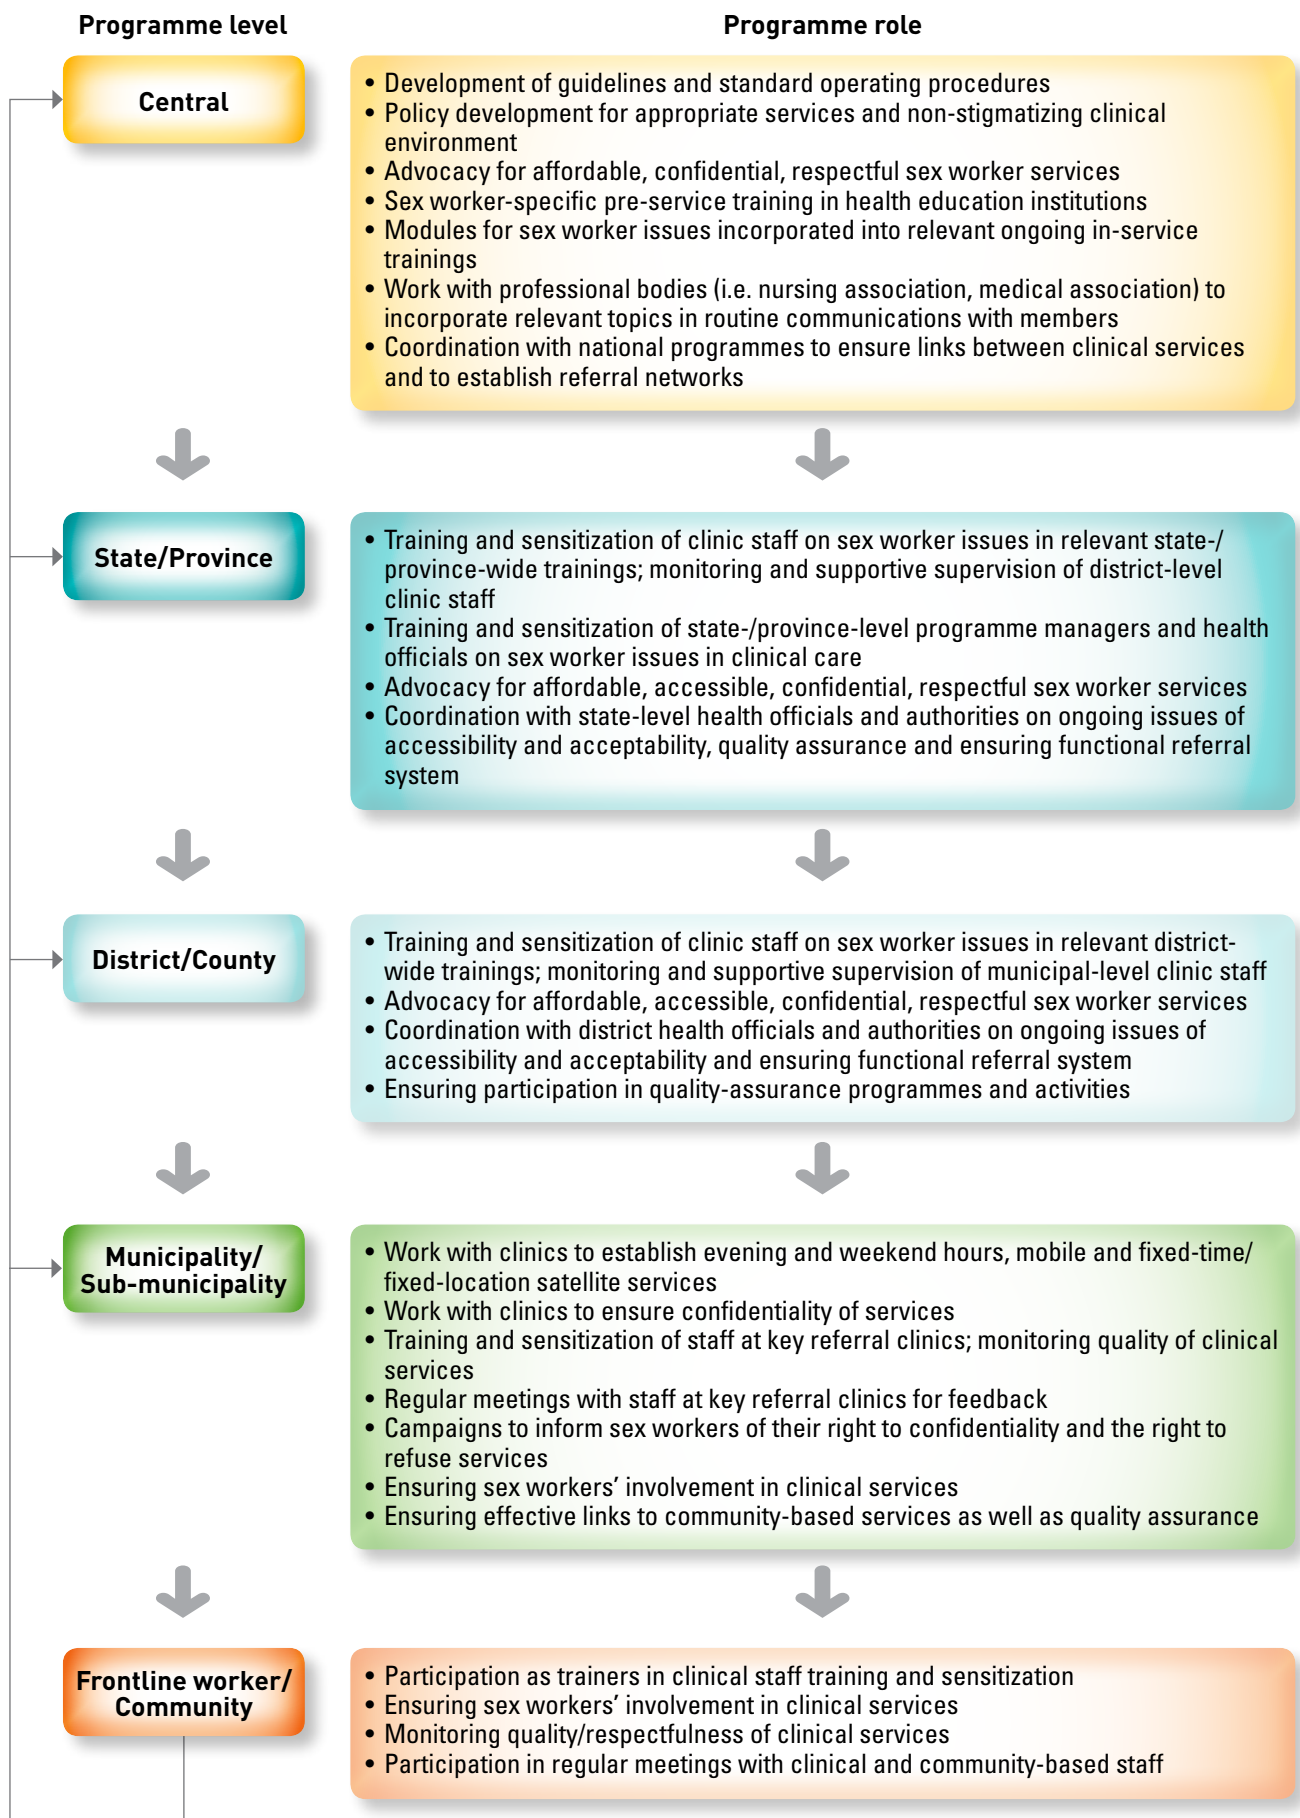 Programme level
Programme role
Central
• Development of guidelines and standard operating procedures
• Policy development for appropriate services and non-stigmatizing clinical
environment
• Advocacy for affordable, confidential, respectful sex worker services
• Sex worker-specific pre-service training in health education institutions
• Modules for sex worker issues incorporated into relevant ongoing in-service
trainings
• Work with professional bodies (i.e. nursing association, medical association) to
incorporate relevant topics in routine communications with members
• Coordination with national programmes to ensure links between clinical services
and to establish referral networks
State/Province
• Training and sensitization of clinic staff on sex worker issues in relevant state-/
province-wide trainings; monitoring and supportive supervision of district-level
clinic staff
• Training and sensitization of state-/province-level programme managers and health
officials on sex worker issues in clinical care
• Advocacy for affordable, accessible, confidential, respectful sex worker services
• Coordination with state-level health officials and authorities on ongoing issues of
accessibility and acceptability, quality assurance and ensuring functional referral
system
District/County
• Training and sensitization of clinic staff on sex worker issues in relevant district-
wide trainings; monitoring and supportive supervision of municipal-level clinic staff
• Advocacy for affordable, accessible, confidential, respectful sex worker services
• Coordination with district health officials and authorities on ongoing issues of
accessibility and acceptability and ensuring functional referral system
• Ensuring participation in quality-assurance programmes and activities
Municipality/
Sub-municipality
• Work with clinics to establish evening and weekend hours, mobile and fixed-time/
fixed-location satellite services
• Work with clinics to ensure confidentiality of services
• Training and sensitization of staff at key referral clinics; monitoring quality of clinical
services
• Regular meetings with staff at key referral clinics for feedback
• Campaigns to inform sex workers of their right to confidentiality and the right to
refuse services
• Ensuring sex workers’ involvement in clinical services
• Ensuring effective links to community-based services as well as quality assurance
Frontline worker/
Community
• Participation as trainers in clinical staff training and sensitization
• Ensuring sex workers’ involvement in clinical services
• Monitoring quality/respectfulness of clinical services
• Participation in regular meetings with clinical and community-based staff